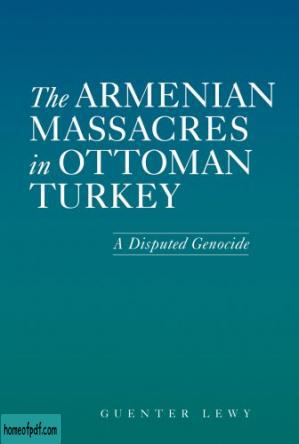 The ARMENIAN
MASSACRES
in OTTOMAN
TURKEY
A Disputed Genocide
GUENTER LEWY
homeofpdf.com